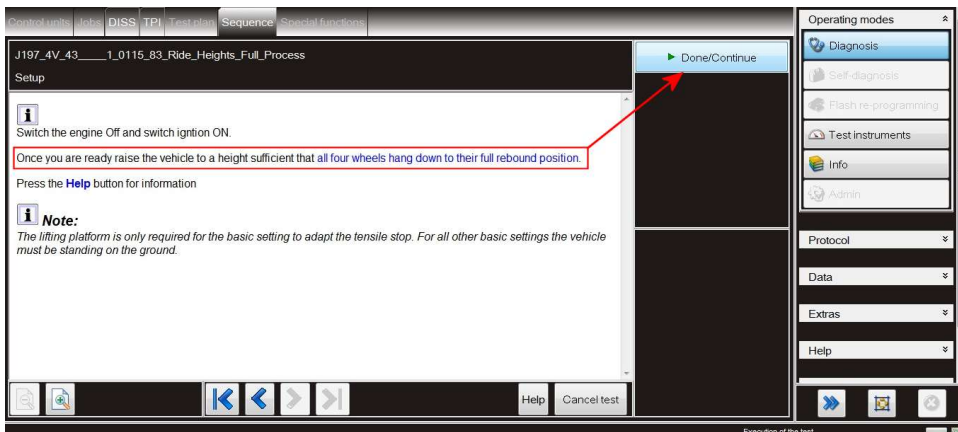 Control units Jobs DISS TPI Test plan Sequence Special functions
J197_4V_43____1_0115_83_Ride_Heights_Full_Process
Setup
Switch the engine Off and switch igntion ON.
Once you are ready raise the vehicle to a height sufficient that all four wheels hang down to their full rebound position.
Press the Help button for information
Note:
The lifting platform is only required for the basic setting to adapt the tensile stop. For all other basic settings the vehicle
must be standing on the ground.
Help Cancel test
Done/Continue
Operating modes
Diagnosis
Self-diagnosis
Flash re-programming
Test instruments
Info
Admin
Protocol
Data
Extras
Help
Execution of the test